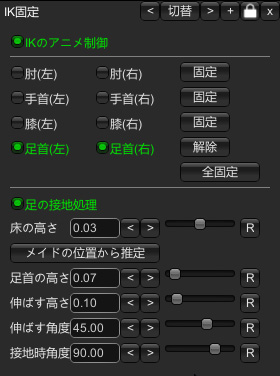 IK固定 < 切替 > + x
IKのアニメ制御
肘(左) 肘(右) 固定
手首(左) 手首(右) 固定
膝(左) 膝(右) 固定
足首(左) 足首(右) 解除
全固定
足の接地処理
床の高さ 0.03 < > R
メイドの位置から推定
足首の高さ 0.07 < > R
伸ばす高さ 0.10 < > R
伸ばす角度 45.00 < > R
接地時角度 90.00 < > R